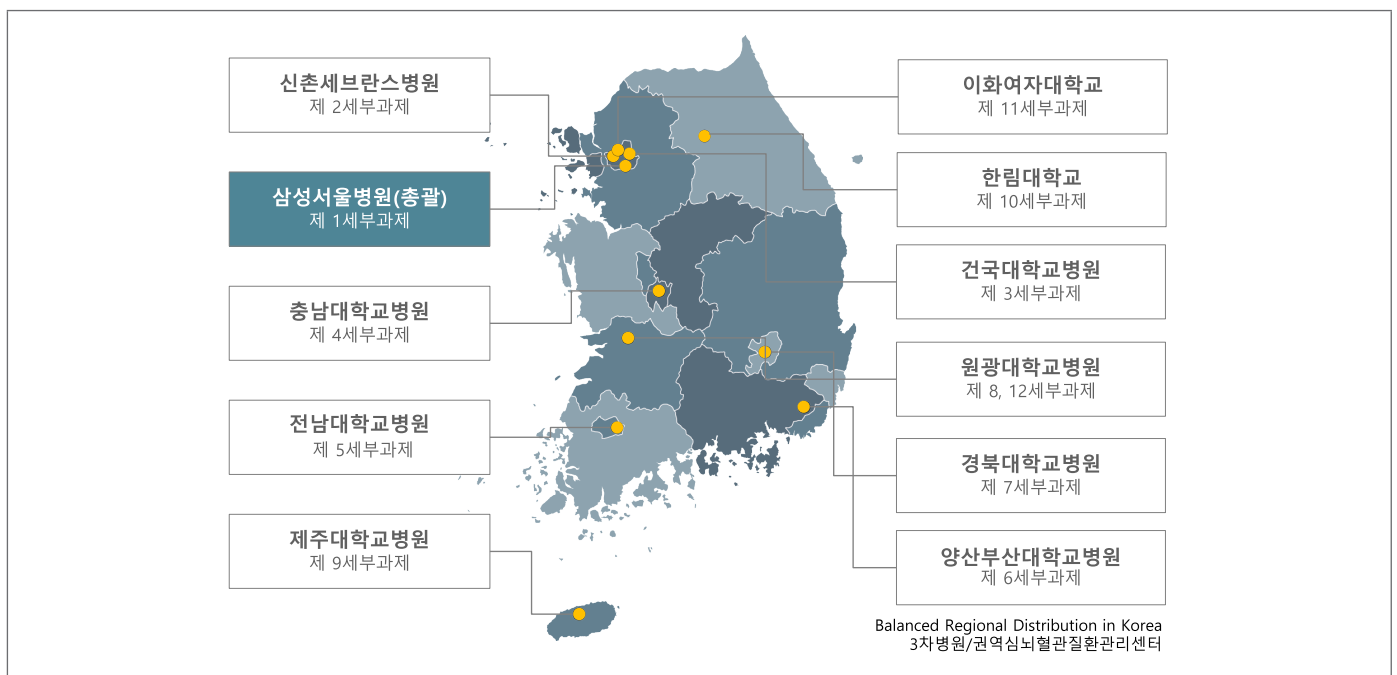 신촌세브란스병원
제 2세부과제
삼성서울병원(총괄)
제 1세부과제
충남대학교병원
제 4세부과제
전남대학교병원
제 5세부과제
제주대학교병원
제 9세부과제
이화여자대학교
제 11세부과제
한림대학교
제 10세부과제
건국대학교병원
제 3세부과제
원광대학교병원
제 8, 12세부과제
경북대학교병원
제 7세부과제
양산부산대학교병원
제 6세부과제
Balanced Regional Distribution in Korea
3차병원/권역심뇌혈관질환관리센터